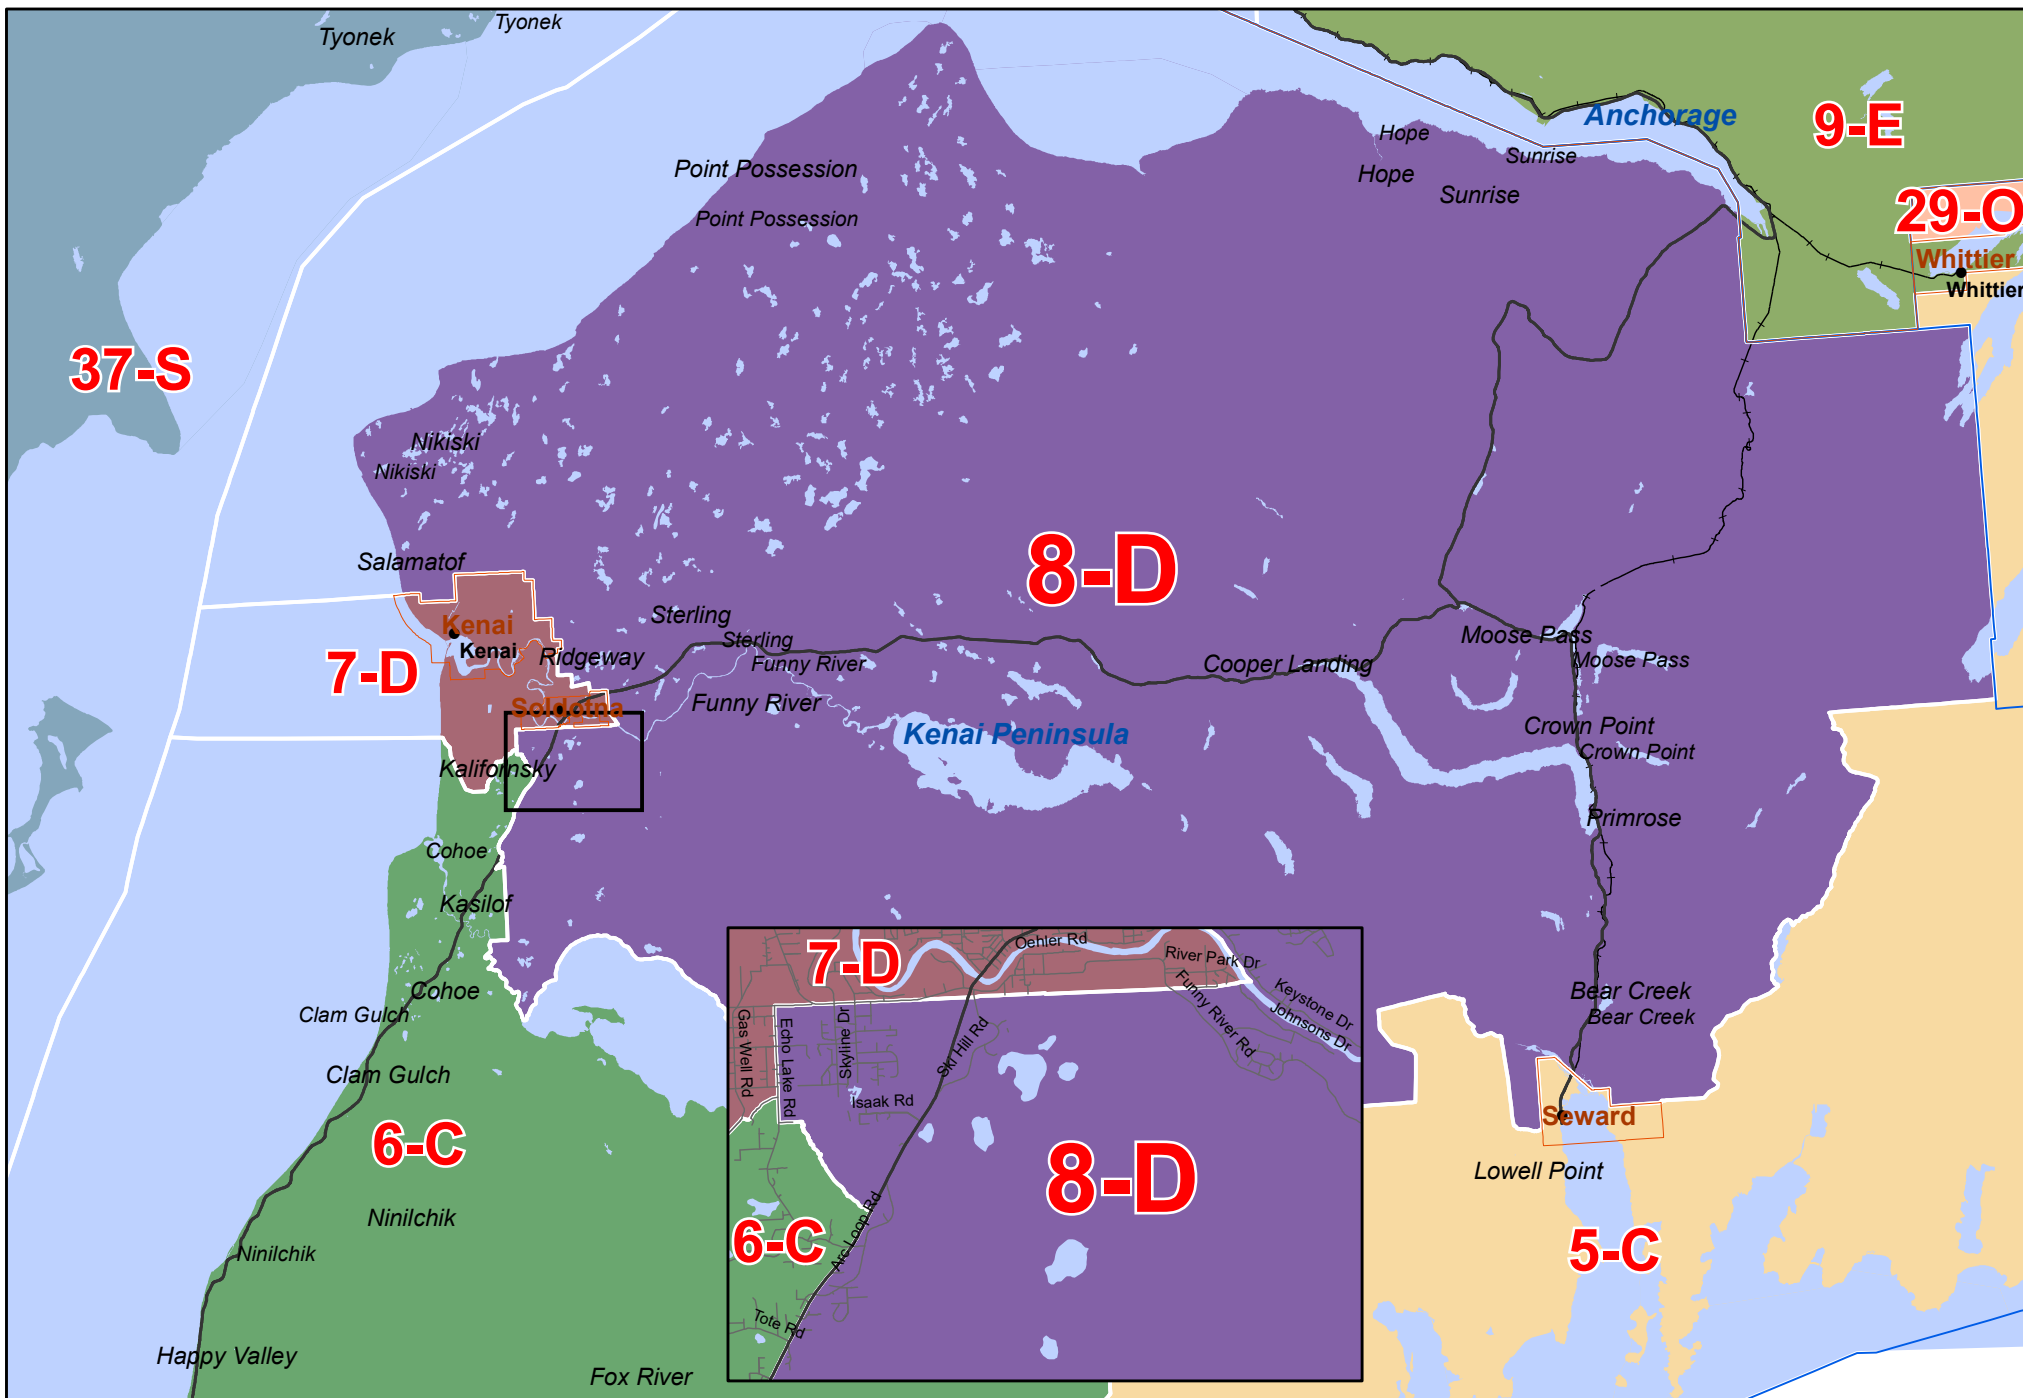 Tyonek
Tyonek
Anchorage
9-E
Hope
Sunrise
Point Possession
Hope
Sunrise
Point Possession
29-O
Whittier
Whittier
37-S
Nikiski
Nikiski
Salamatof
8-D
Kenai
Kenai
Sterling
Sterling
Ridgeway
Funny River
Funny River
7-D
Soldotna
Moose Pass
Moose Pass
Cooper Landing
Kenai Peninsula
Crown Point
Crown Point
Kalifornsky
Primrose
Cohoe
Kasilof
Cohoe
Clam Gulch
Clam Gulch
Bear Creek
Bear Creek
Seward
Lowell Point
6-C
5-C
Ninilchik
Ninilchik
Happy Valley
Fox River
7-D
Oehler Rd
River Park Dr
Keystone Dr
Johnsons Dr
Funny River Rd
Gas Well Rd
Echo Lake Rd
Skyline Dr
Ski Hill Rd
Isaak Rd
8-D
6-C
Arc Loop Rd
Tote Rd